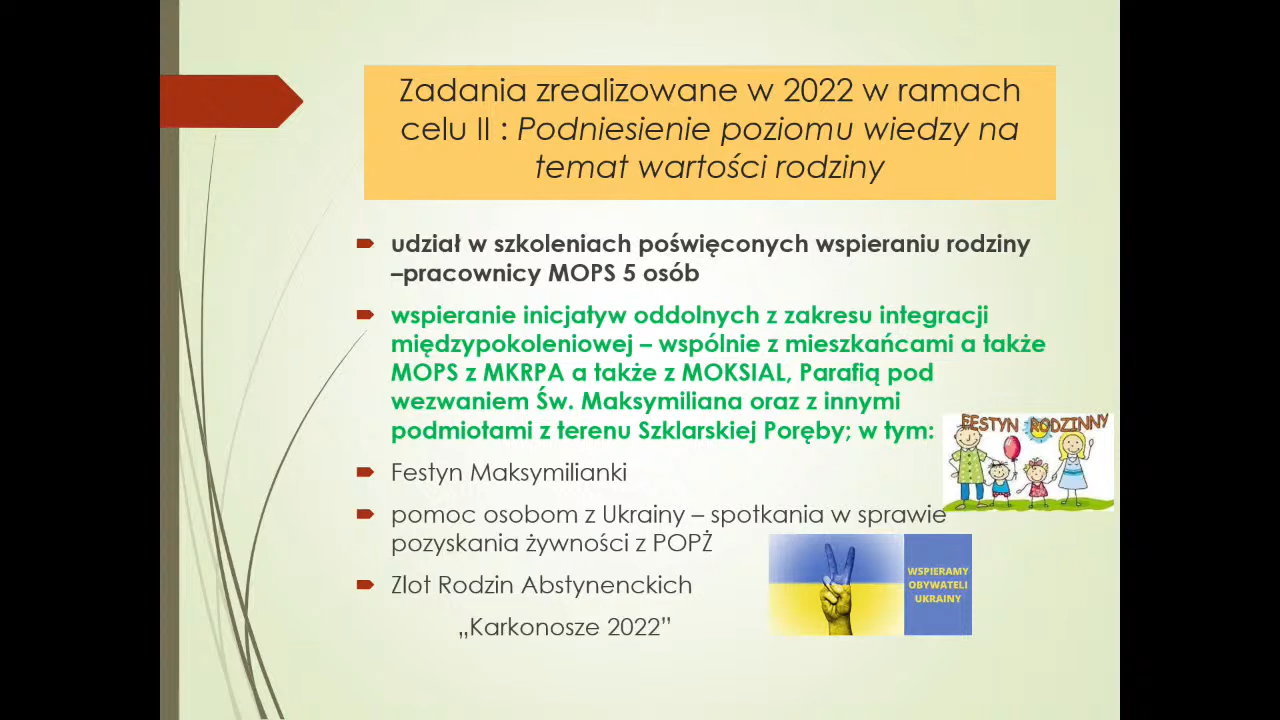 Zadania zrealizowane w 2022 w ramach
celu II : Podniesienie poziomu wiedzy na
temat wartości rodziny
udział w szkoleniach poświęconych wspieraniu rodziny
–pracownicy MOPS 5 osób
wspieranie inicjatyw oddolnych z zakresu integracji
międzypokoleniowej – wspólnie z mieszkańcami a także
MOPS z MKRPA a także z MOKSIAL, Parafią pod
wezwaniem Św. Maksymiliana oraz z innymi
podmiotami z terenu Szklarskiej Poręby; w tym:
FESTYN RODZINNY
Festyn Maksymilianki
pomoc osobom z Ukrainy – spotkania w sprawie
pozyskania żywności z POPŻ
WSPIERAMY
OBYWATELI
UKRAINY
Zlot Rodzin Abstynenckich
„Karkonosze 2022”